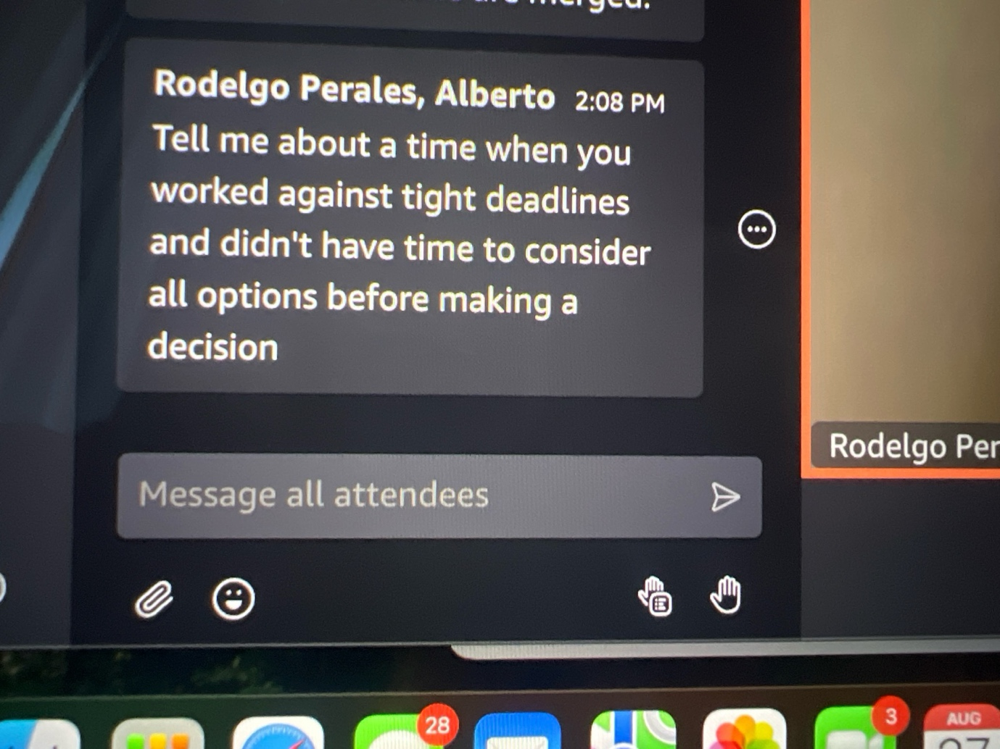 are merged.
Rodelgo Perales, Alberto 2:08 PM
Tell me about a time when you
worked against tight deadlines
and didn't have time to consider
all options before making a
decision
Rodelgo Per
Message all attendees
28
3
AUG